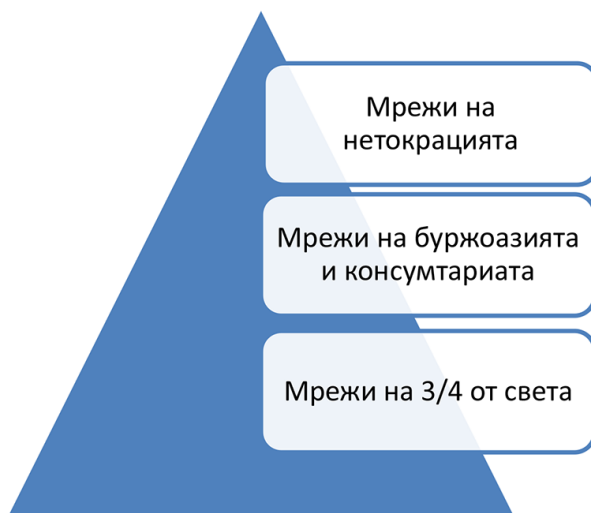 Мрежи на
нетокрацията
Мрежи на буржоазията
и консумтариата
Мрежи на 3/4 от света